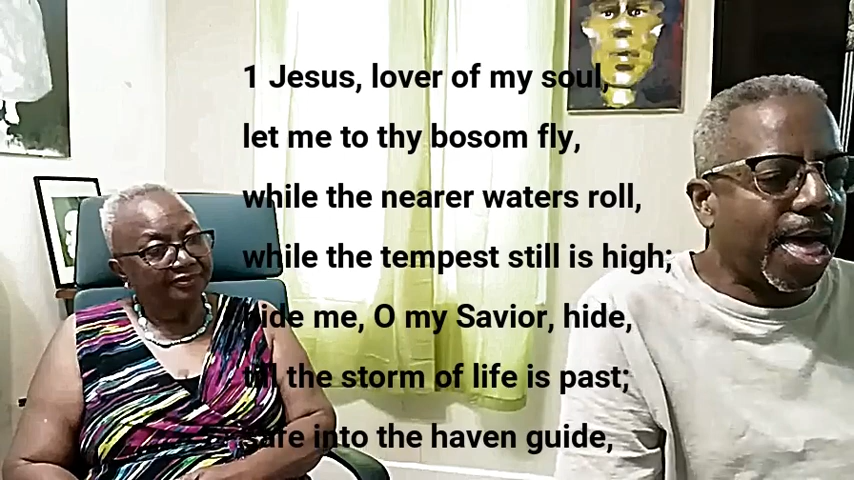 1 Jesus, lover of my soul,
let me to thy bosom fly,
while the nearer waters roll,
while the tempest still is high;
hide me, O my Savior, hide,
till the storm of life is past;
safe into the haven guide,